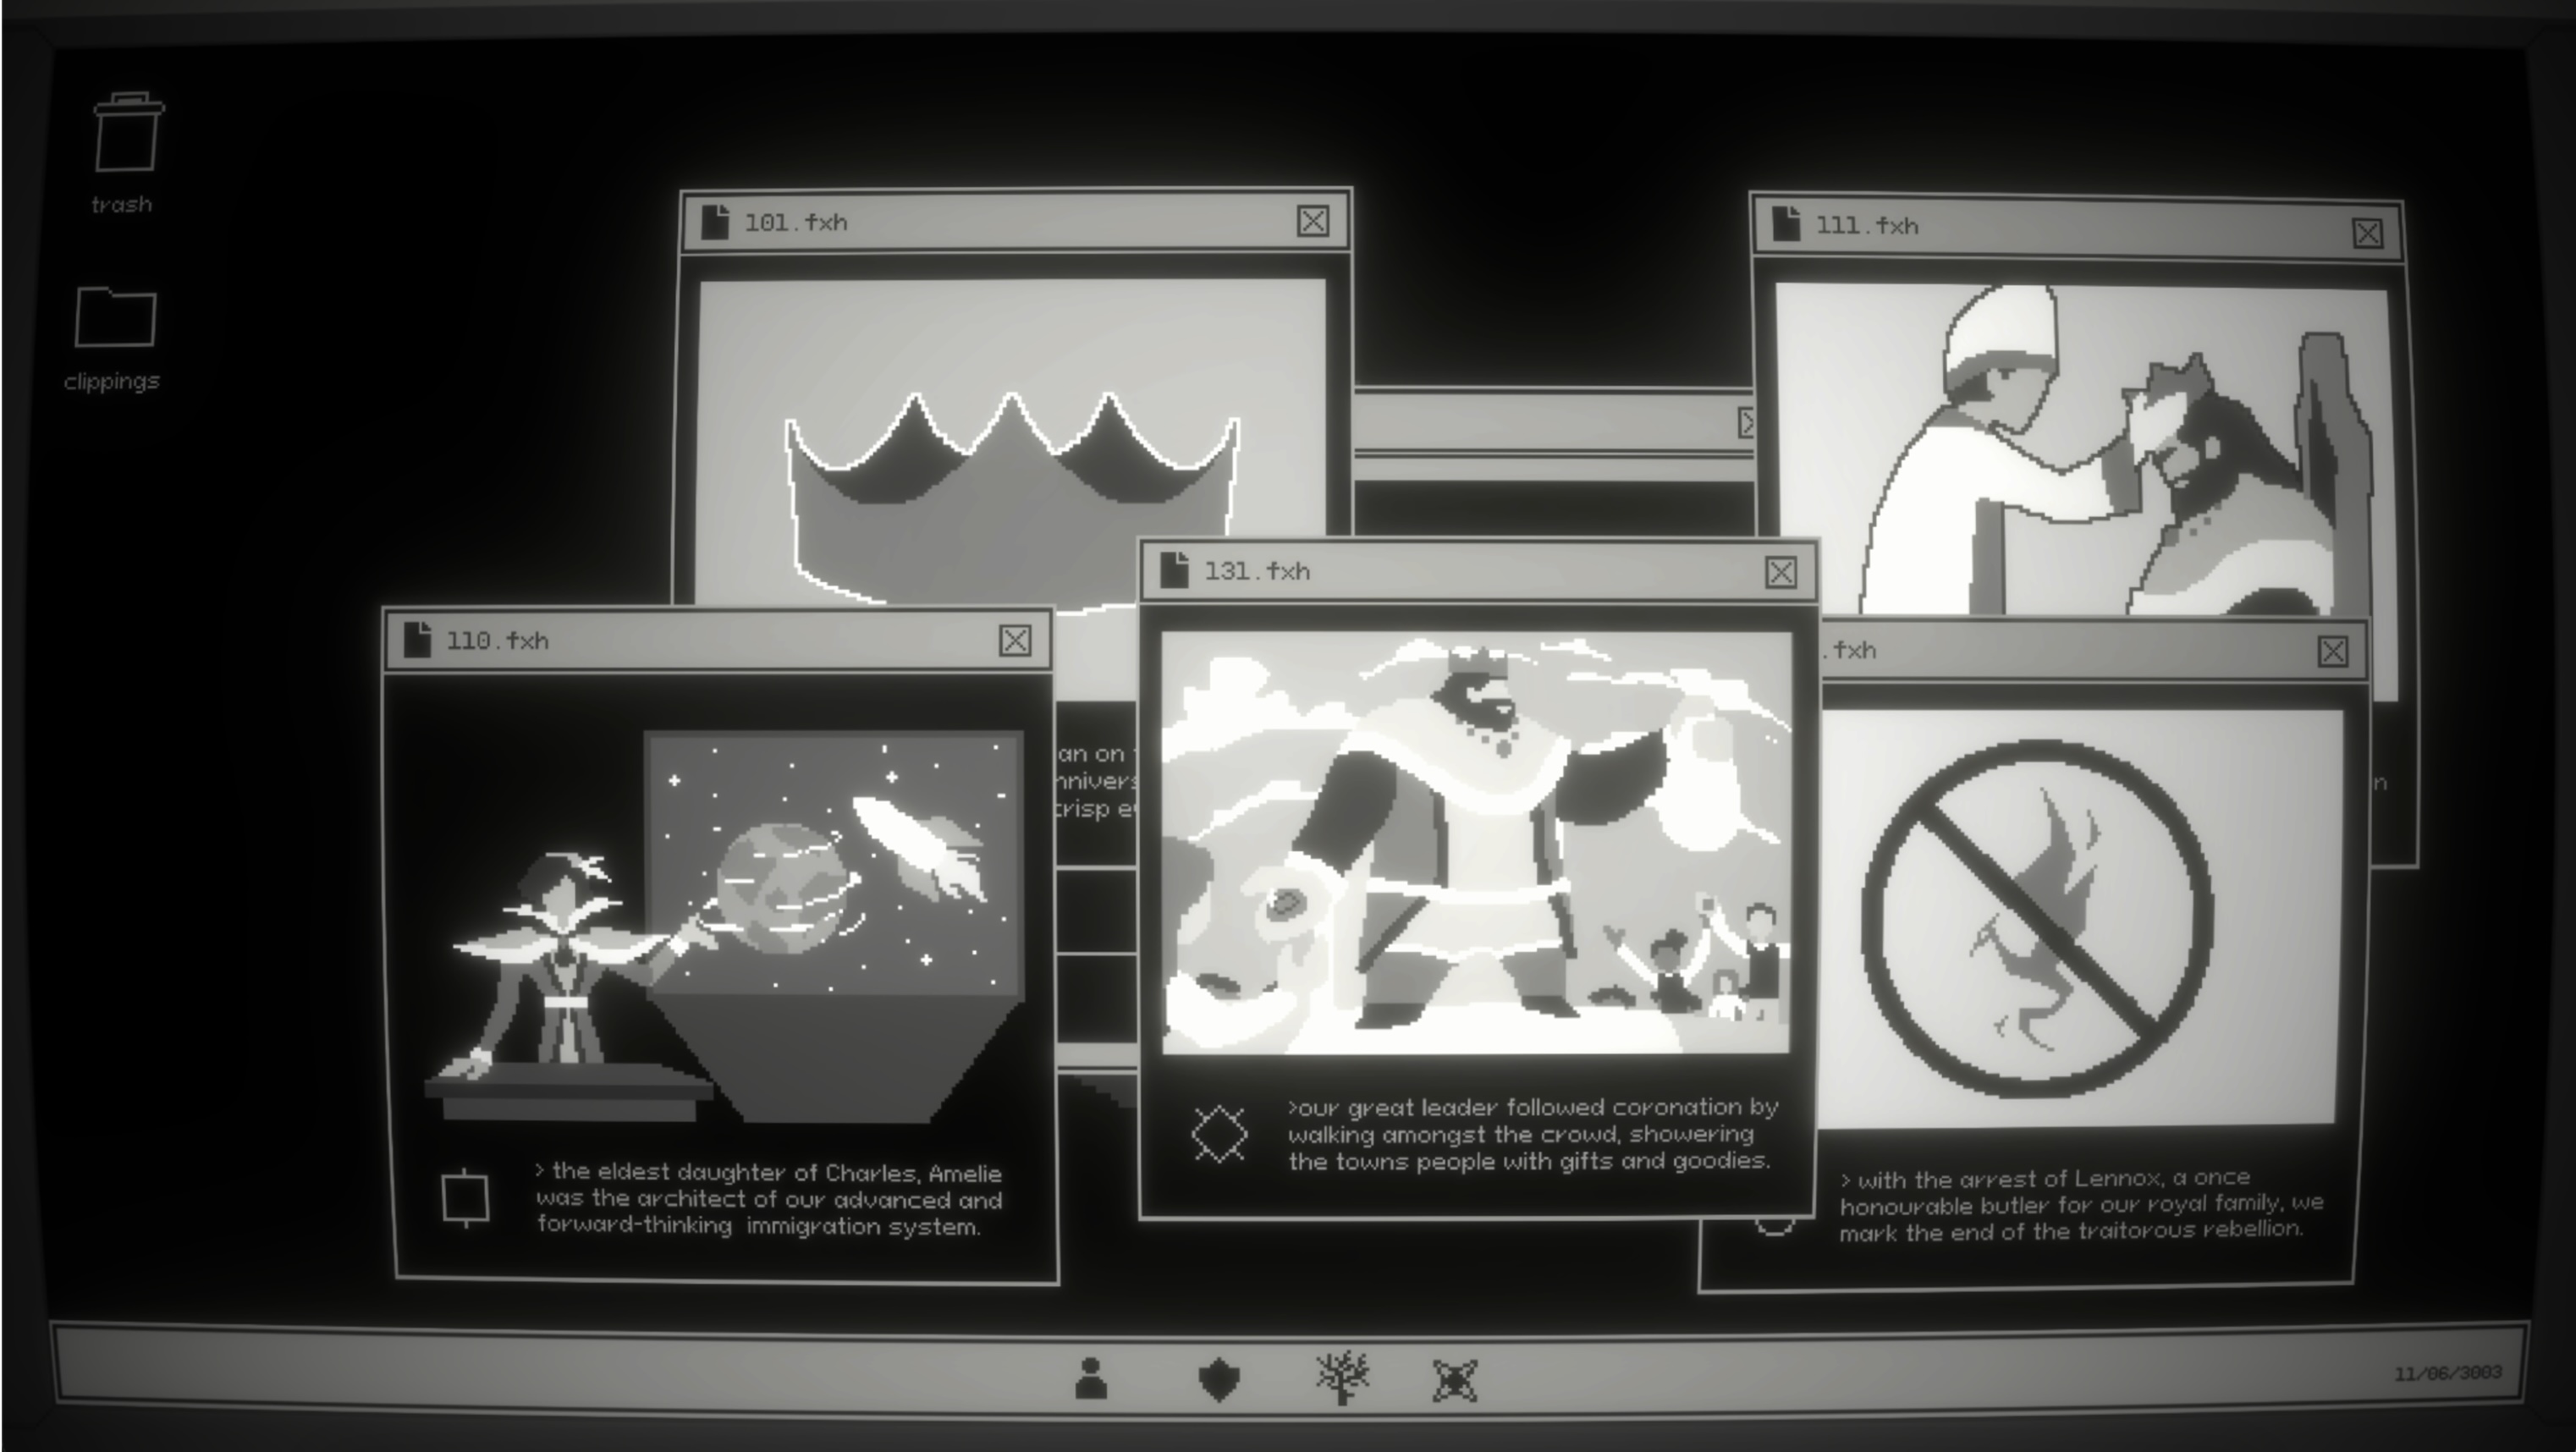 trash
clippings
101.fxh
111.fxh
131.fxh
110.fxh
.fxh
an on
crisp
>our great leader followed coronation by
walking amongst the crowd, showering
the towns people with gifts and goodies.
> the eldest daughter of Charles, Amelie
was the architect of our advanced and
forward-thinking immigration system.
> with the arrest of Lennox, a once
honourable butler for our royal family, we
mark the end of the traitorous rebellion.
11/06/3003